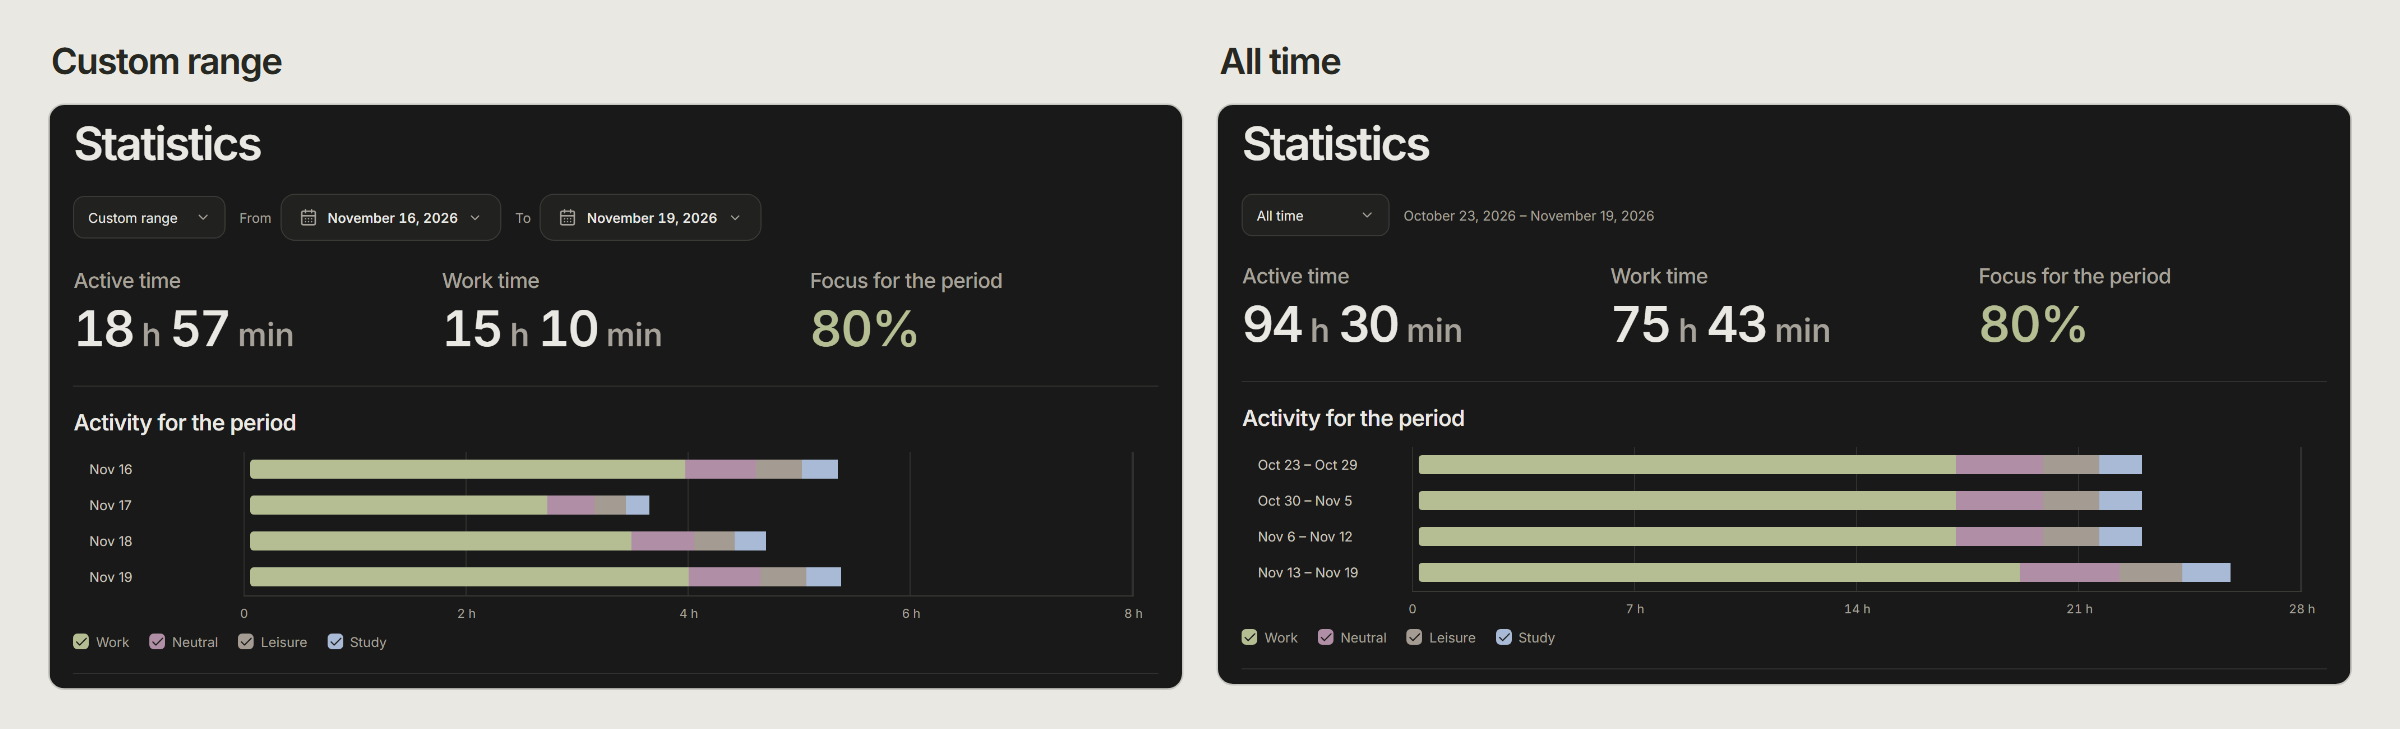 Custom range
Statistics
Custom range From November 16, 2026 To November 19, 2026
Active time Work time Focus for the period
18 h 57 min 15 h 10 min 80%
Activity for the period
Nov 16
Nov 17
Nov 18
Nov 19
0 2 h 4 h 6 h 8 h
Work Neutral Leisure Study
All time
Statistics
All time October 23, 2026 – November 19, 2026
Active time Work time Focus for the period
94 h 30 min 75 h 43 min 80%
Activity for the period
Oct 23 – Oct 29
Oct 30 – Nov 5
Nov 6 – Nov 12
Nov 13 – Nov 19
0 7 h 14 h 21 h 28 h
Work Neutral Leisure Study